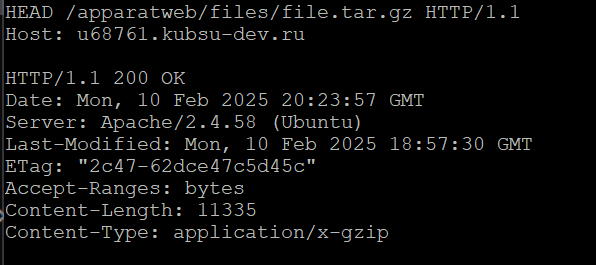 HEAD /apparatweb/files/file.tar.gz HTTP/1.1
Host: u68761.kubsu-dev.ru

HTTP/1.1 200 OK
Date: Mon, 10 Feb 2025 20:23:57 GMT
Server: Apache/2.4.58 (Ubuntu)
Last-Modified: Mon, 10 Feb 2025 18:57:30 GMT
ETag: "2c47-62dce47c5d45c"
Accept-Ranges: bytes
Content-Length: 11335
Content-Type: application/x-gzip